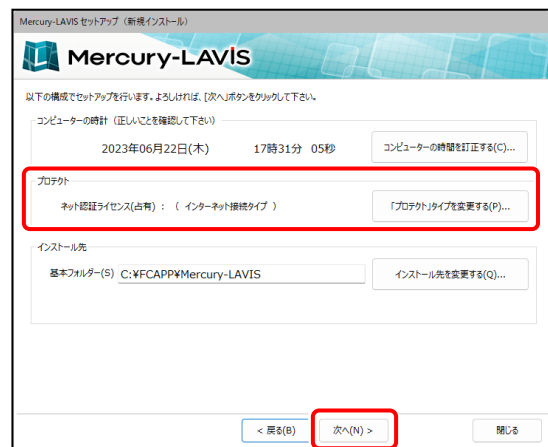 Mercury-LAVIS セットアップ（新規インストール）
Mercury-LAVIS
以下の構成でセットアップを行います。よろしければ、[次へ]ボタンをクリックして下さい。
コンピューターの時計（正しいことを確認して下さい）
2023年06月22日(木) 17時31分 05秒 コンピューターの時間を訂正する(C)...
プロテクト
ネット認証ライセンス(占有) ：（ インターネット接続タイプ ） 「プロテクト」タイプを変更する(P)...
インストール先
基本フォルダー(S) C:¥FCAPP¥Mercury-LAVIS インストール先を変更する(Q)...
< 戻る(B) 次へ(N) > 閉じる